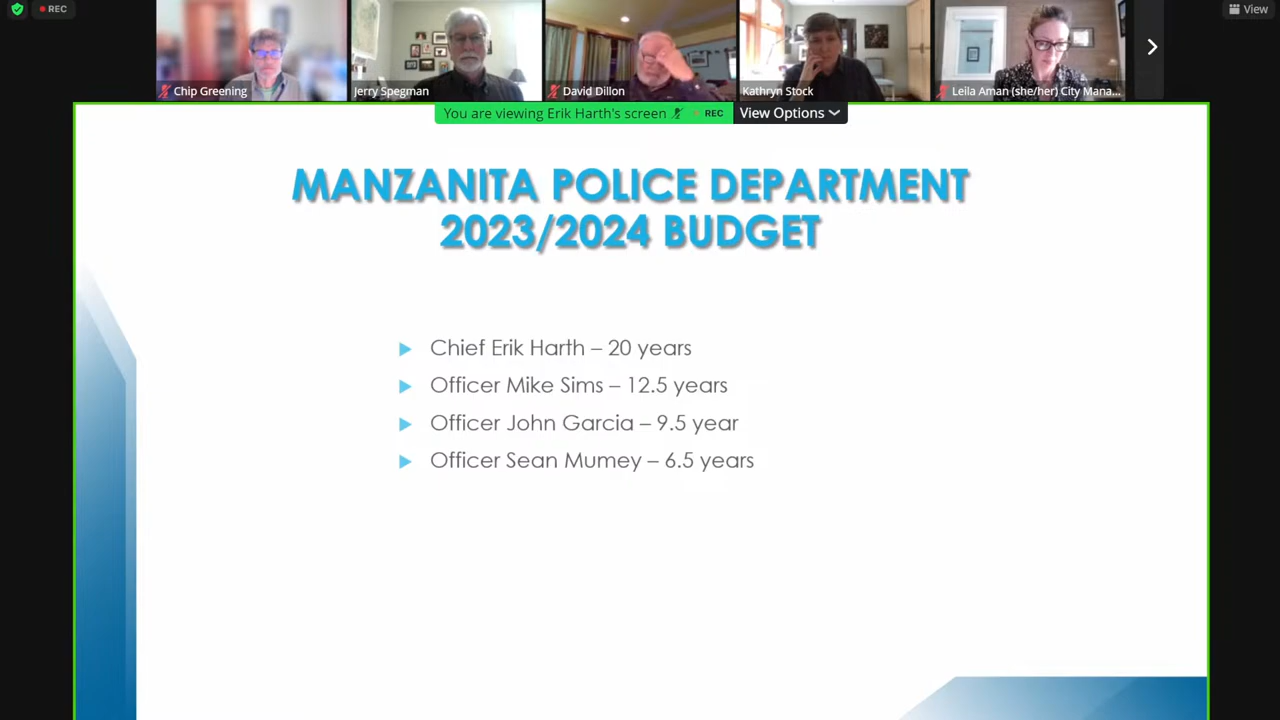 REC
View
Chip Greening
Jerry Spegman
David Dillon
Kathryn Stock
Leila Aman (she/her) City Mana...
You are viewing Erik Harth's screen
REC
View Options
MANZANITA POLICE DEPARTMENT
2023/2024 BUDGET
Chief Erik Harth – 20 years
Officer Mike Sims – 12.5 years
Officer John Garcia – 9.5 year
Officer Sean Mumey – 6.5 years